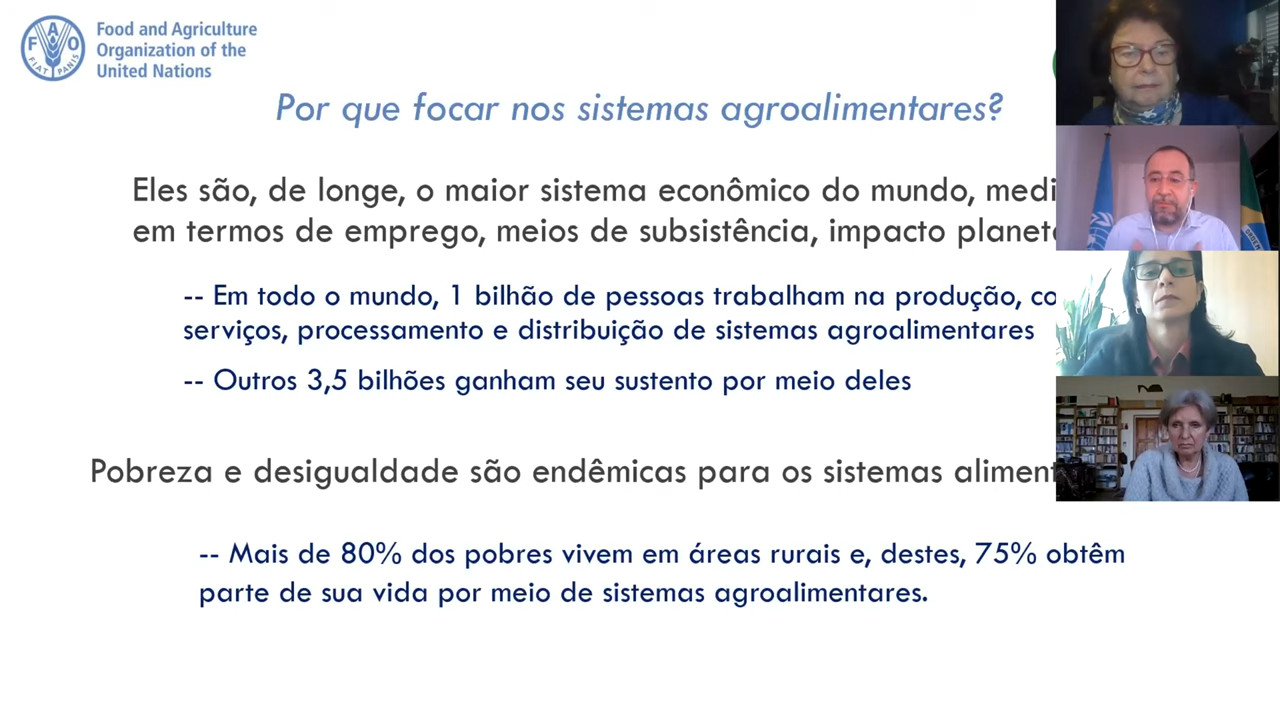 Food and Agriculture
Organization of the
United Nations
FAO
FIAT PANIS
Por que focar nos sistemas agroalimentares?
Eles são, de longe, o maior sistema econômico do mundo,
em termos de emprego, meios de subsistência, impacto
-- Em todo o mundo, 1 bilhão de pessoas trabalham na produção,
serviços, processamento e distribuição de sistemas agroalimentares
-- Outros 3,5 bilhões ganham seu sustento por meio deles
Pobreza e desigualdade são endêmicas para os sistemas
-- Mais de 80% dos pobres vivem em áreas rurais e, destes, 75% obtêm
parte de sua vida por meio de sistemas agroalimentares.